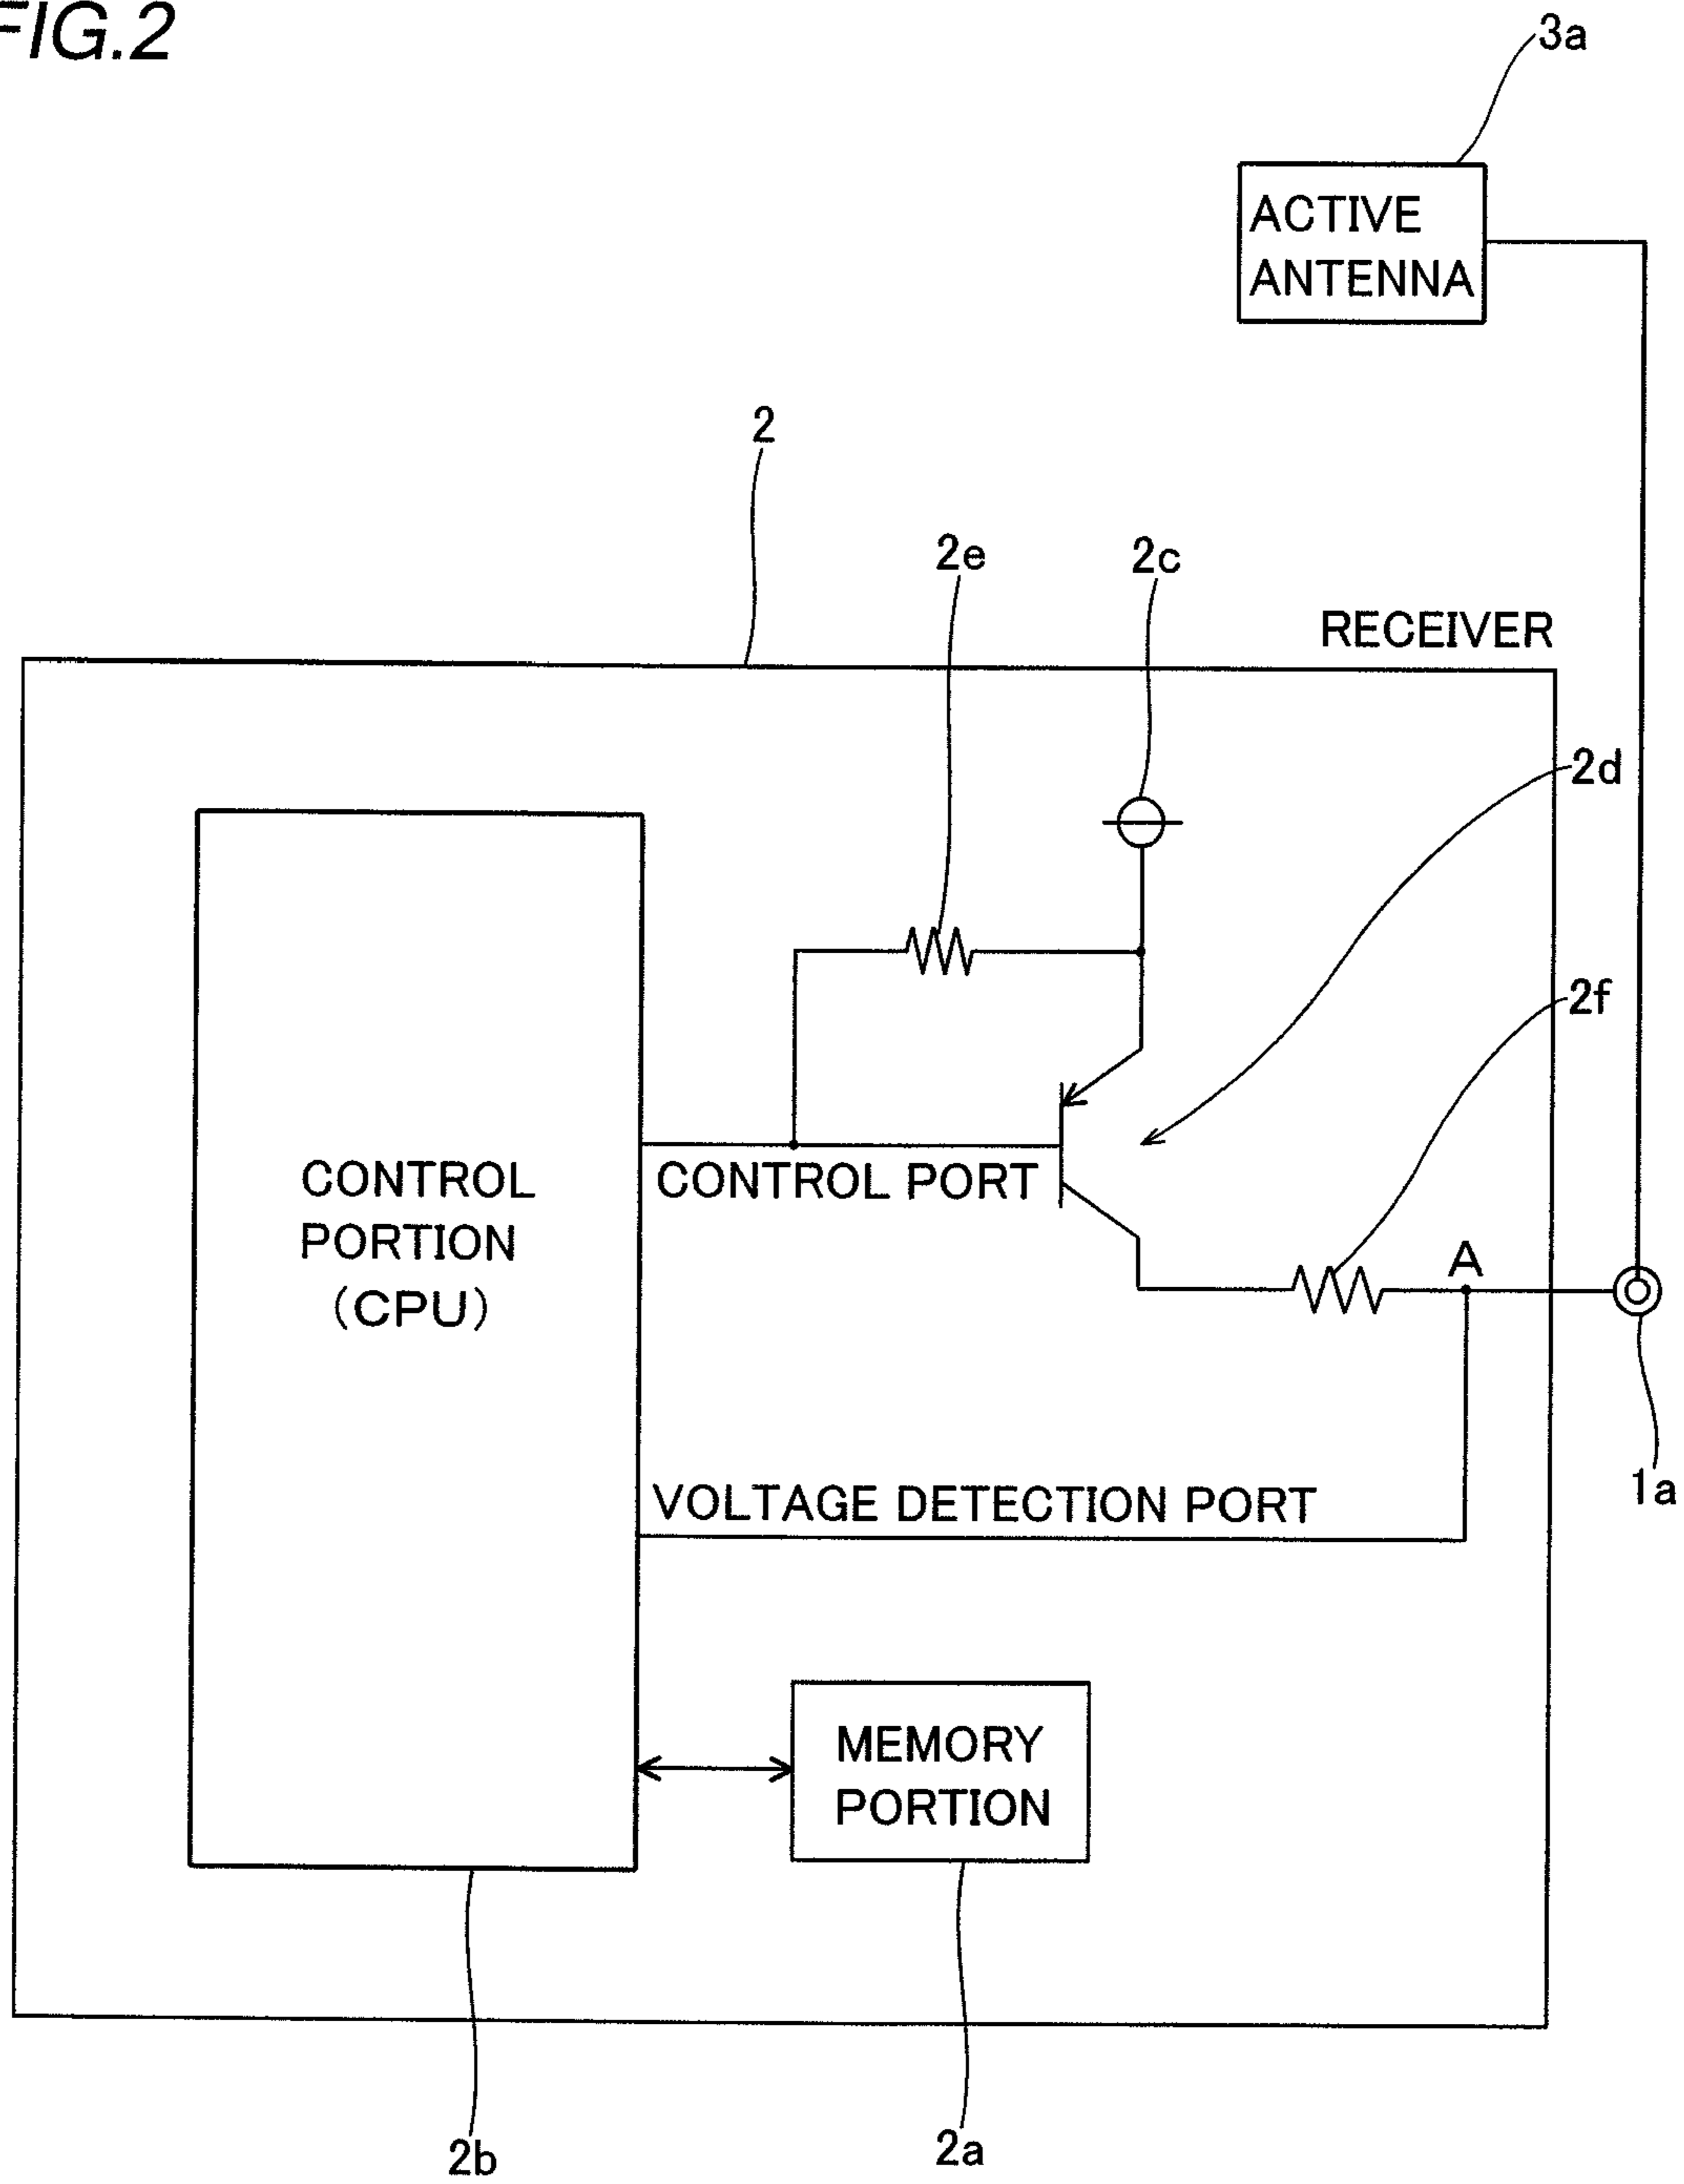 FIG.2
3a
ACTIVE
ANTENNA
2
2e
2c
RECEIVER
2d
2f
CONTROL PORT
CONTROL
PORTION
(CPU)
A
1a
VOLTAGE DETECTION PORT
MEMORY
PORTION
2b
2a